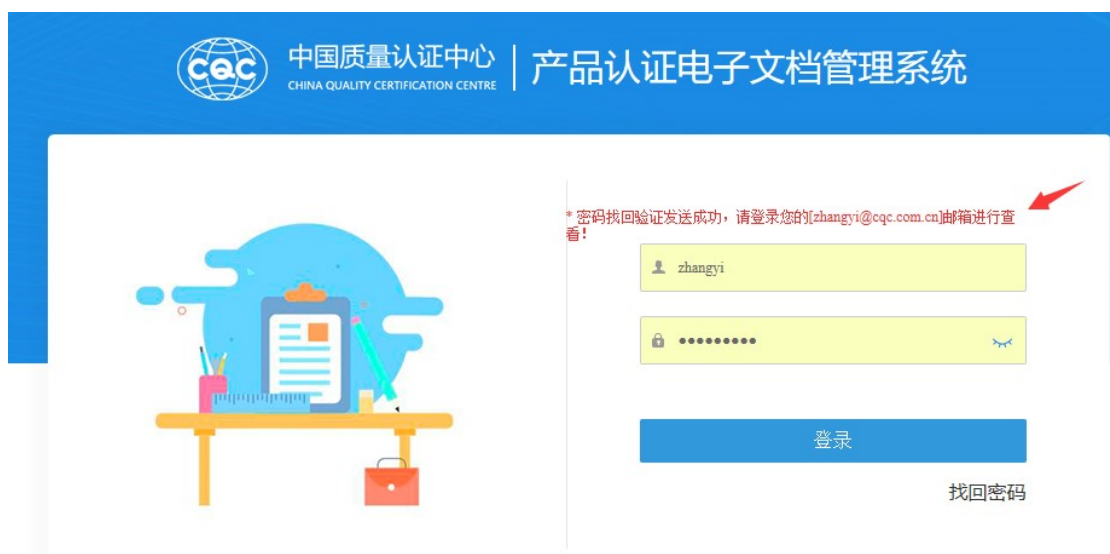 CQC
中国质量认证中心
CHINA QUALITY CERTIFICATION CENTRE
产品认证电子文档管理系统
* 密码找回验证发送成功，请登录您的[zhangyi@cqc.com.cn]邮箱进行查
看！
zhangyi
●●●●●●●●●
登录
找回密码